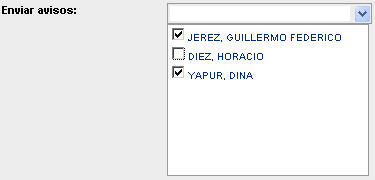 Enviar avisos:
JEREZ, GUILLERMO FEDERICO
DIEZ, HORACIO
YAPUR, DINA